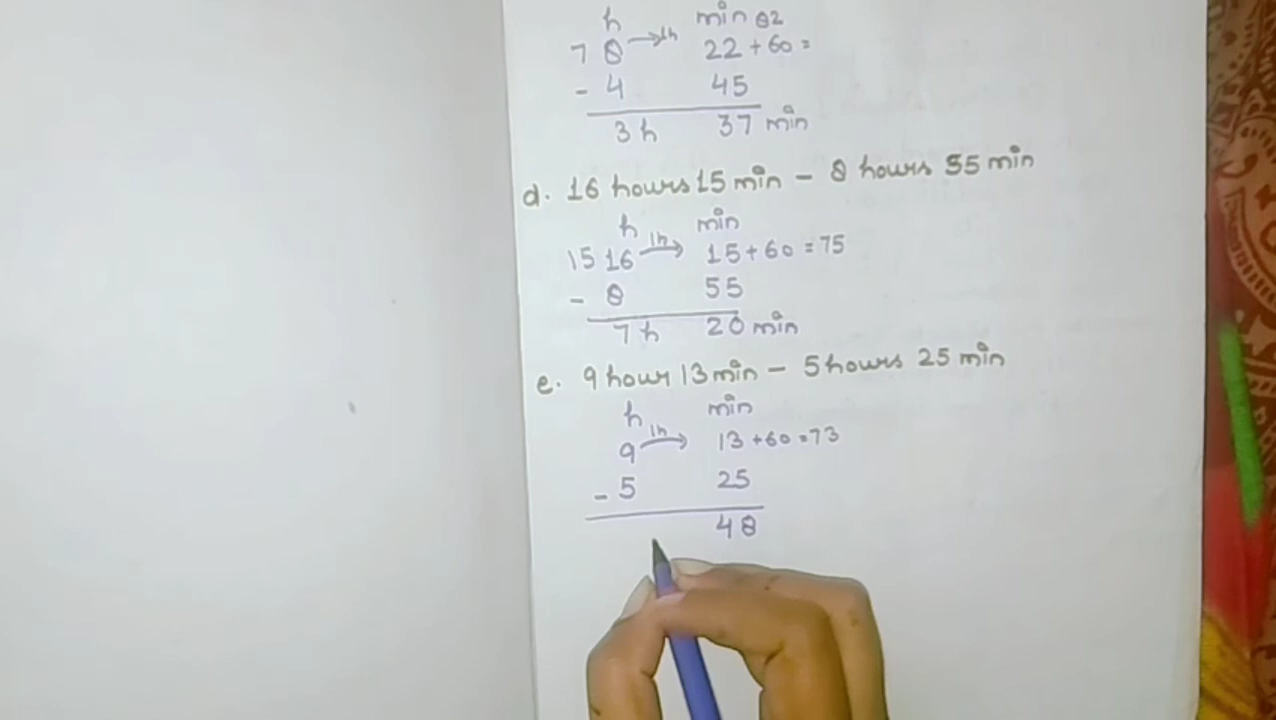 h min 82
7 8 →1h 22 + 60 =
- 4 45
3 h 37 min
d. 16 hours 15 min - 8 hours 55 min
h min
15 16 1h→ 15 + 60 = 75
- 8 55
7 h 20 min
e. 9 hour 13 min - 5 hours 25 min
h min
9 1h→ 13 + 60 = 73
- 5 25
48